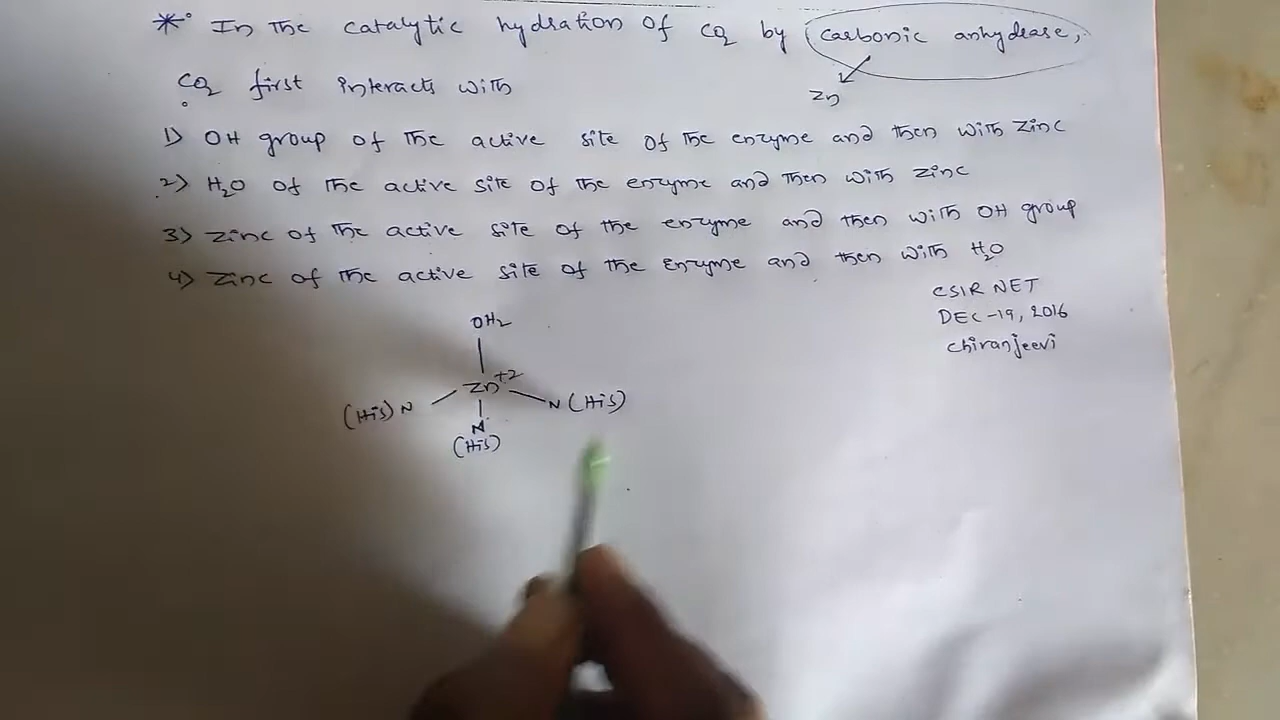 *: In the catalytic hydration of CO2 by carbonic anhydrase,
Zn
CO2 first interacts with
1) OH group of the active site of the enzyme and then with zinc
2) H2O of the active site of the enzyme and then with zinc
3) zinc of the active site of the enzyme and then with OH group
4) zinc of the active site of the enzyme and then with H2O
CSIR NET
DEC-19, 2016
Chiranjeevi
OH2
Zn+2
(His) N
N (His)
N
(His)